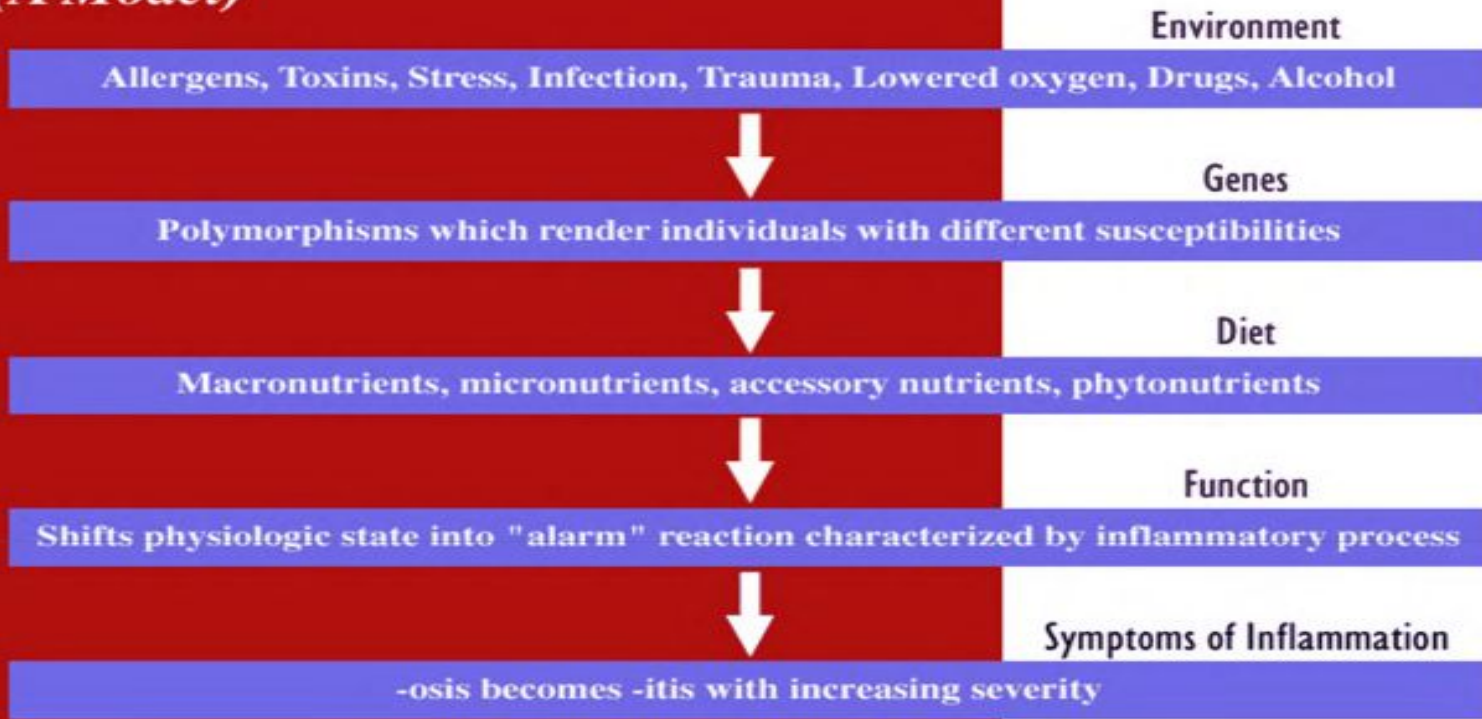 (A Model)
Environment
Allergens, Toxins, Stress, Infection, Trauma, Lowered oxygen, Drugs, Alcohol
Genes
Polymorphisms which render individuals with different susceptibilities
Diet
Macronutrients, micronutrients, accessory nutrients, phytonutrients
Function
Shifts physiologic state into "alarm" reaction characterized by inflammatory process
Symptoms of Inflammation
-osis becomes -itis with increasing severity